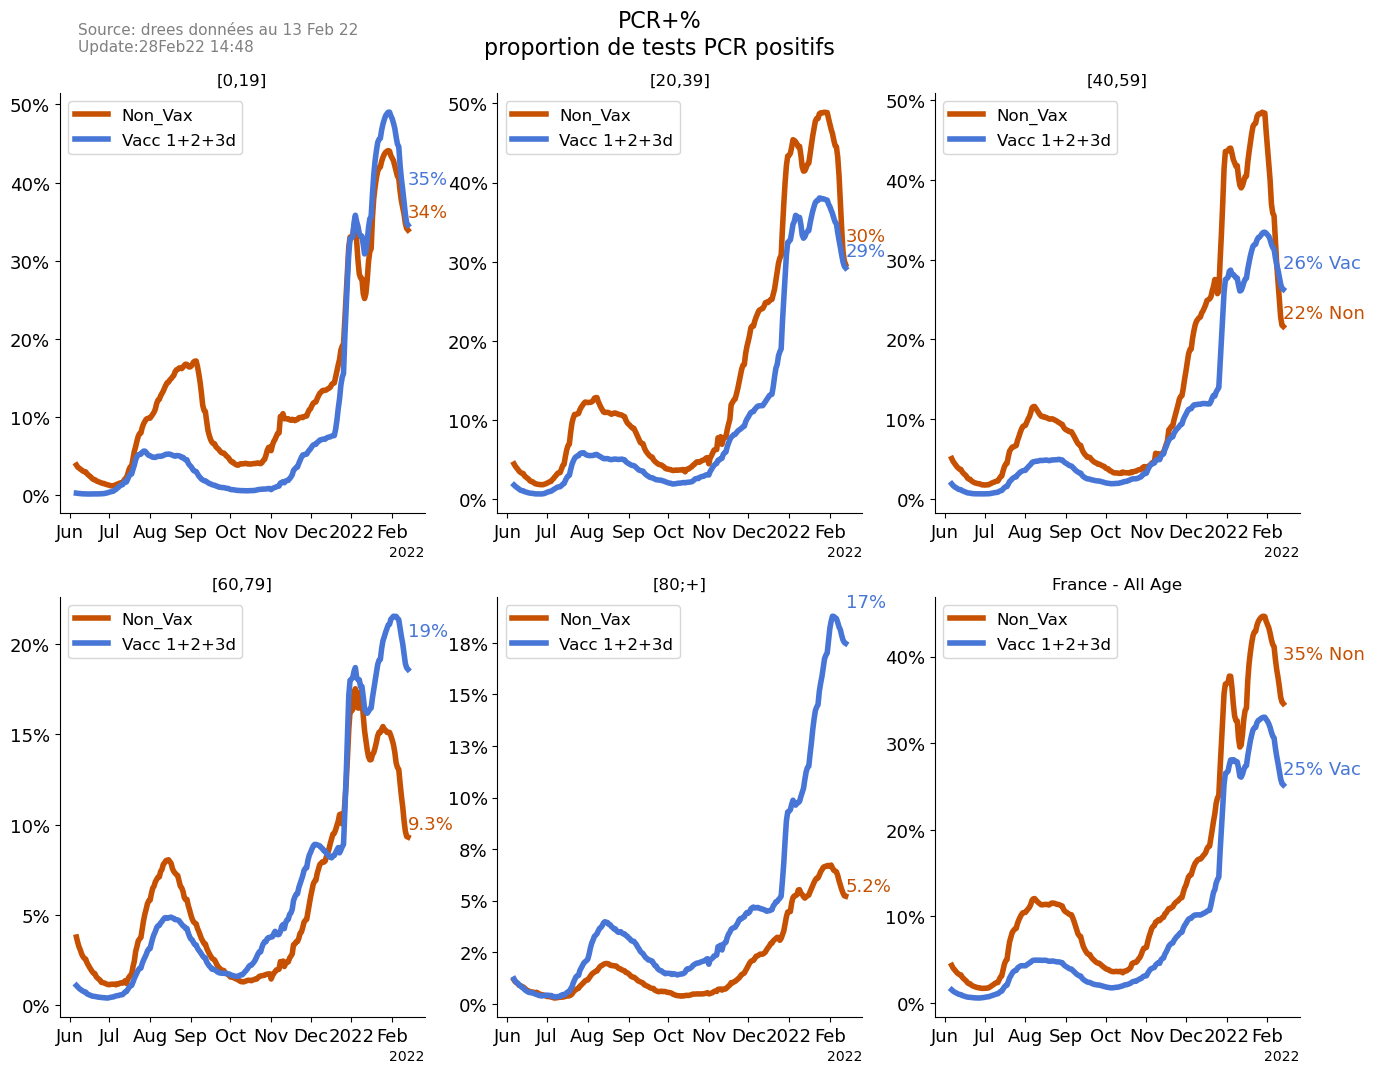 Source: drees données au 13 Feb 22
Update:28Feb22 14:48
PCR+%
proportion de tests PCR positifs
[0,19]
Non_Vax
Vacc 1+2+3d
50%
40%
30%
20%
10%
0%
35%
34%
Jun Jul Aug Sep Oct Nov Dec 2022 Feb
2022
[20,39]
Non_Vax
Vacc 1+2+3d
50%
40%
30%
20%
10%
0%
30%
29%
Jun Jul Aug Sep Oct Nov Dec 2022 Feb
2022
[40,59]
Non_Vax
Vacc 1+2+3d
50%
40%
30%
20%
10%
0%
26% Vac
22% Non
Jun Jul Aug Sep Oct Nov Dec 2022 Feb
2022
[60,79]
Non_Vax
Vacc 1+2+3d
20%
15%
10%
5%
0%
19%
9.3%
Jun Jul Aug Sep Oct Nov Dec 2022 Feb
2022
[80;+]
Non_Vax
Vacc 1+2+3d
18%
15%
13%
10%
8%
5%
2%
0%
17%
5.2%
Jun Jul Aug Sep Oct Nov Dec 2022 Feb
2022
France - All Age
Non_Vax
Vacc 1+2+3d
40%
30%
20%
10%
0%
35% Non
25% Vac
Jun Jul Aug Sep Oct Nov Dec 2022 Feb
2022